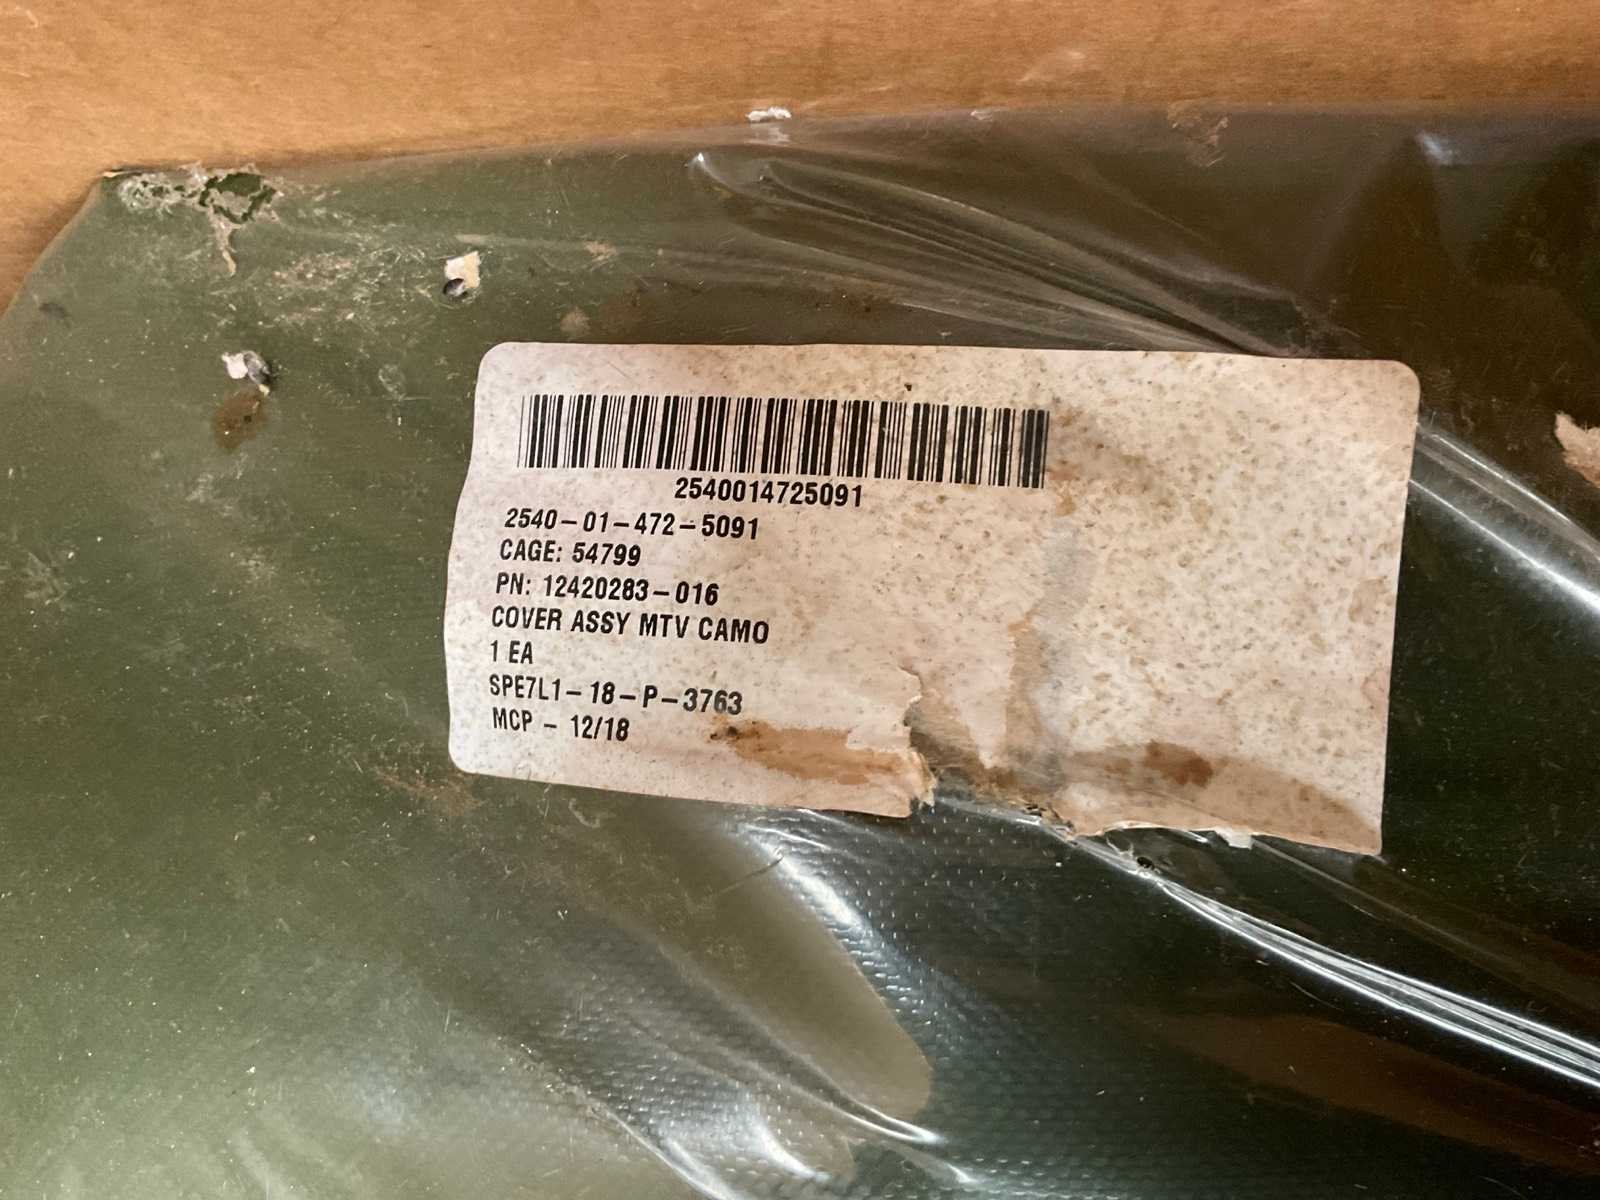 2540014725091
2540-01-472-5091
CAGE: 54799
PN: 12420283-016
COVER ASSY MTV CAMO
1 EA
SPE7L1-18-P-3763
MCP - 12/18